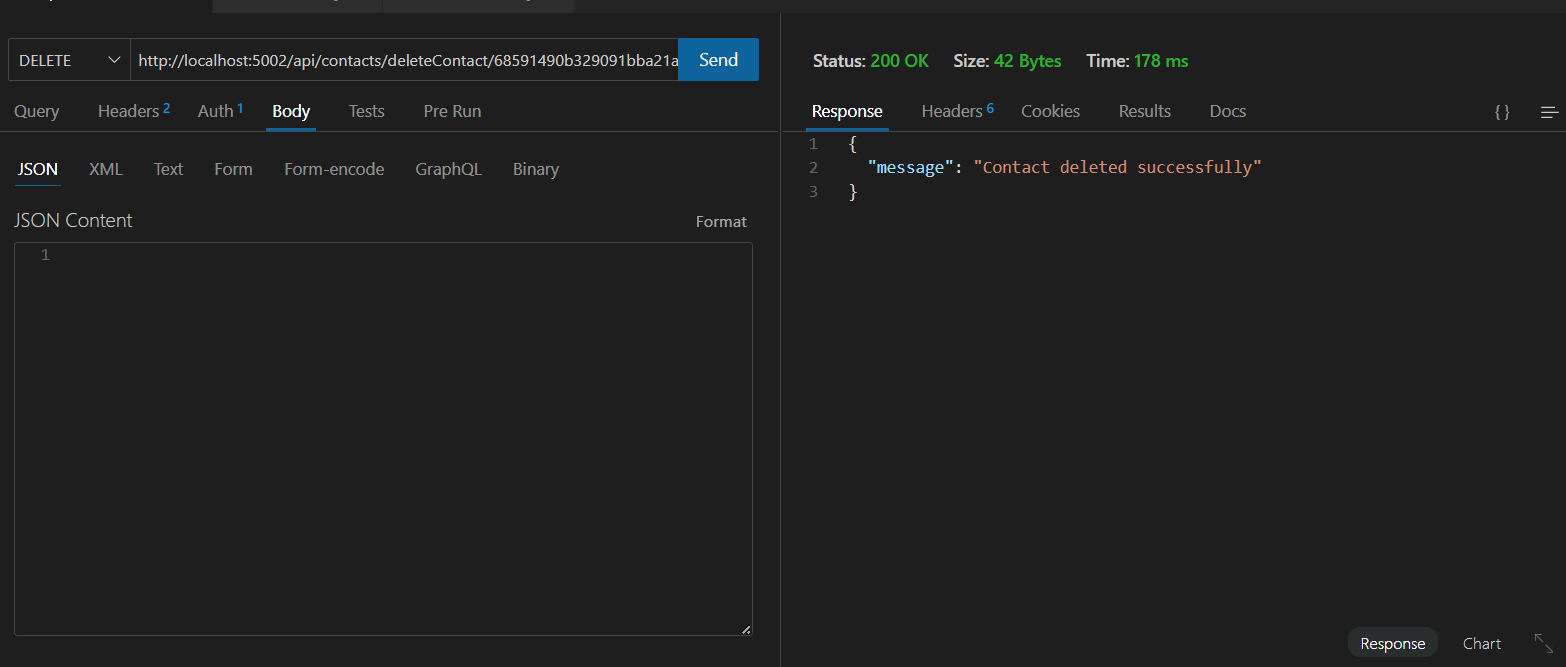 DELETE http://localhost:5002/api/contacts/deleteContact/68591490b329091bba21a Send
Query Headers 2 Auth 1 Body Tests Pre Run
JSON XML Text Form Form-encode GraphQL Binary
JSON Content Format
1
Status: 200 OK Size: 42 Bytes Time: 178 ms
Response Headers 6 Cookies Results Docs { }
1 {
2 "message": "Contact deleted successfully"
3 }
Response Chart